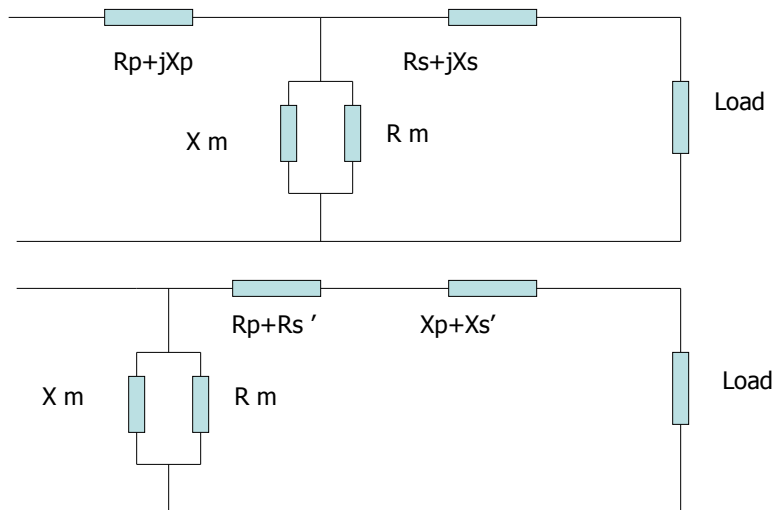 Rp+jXp
Rs+jXs
Load
X m
R m
Rp+Rs ’
Xp+Xs’
Load
X m
R m